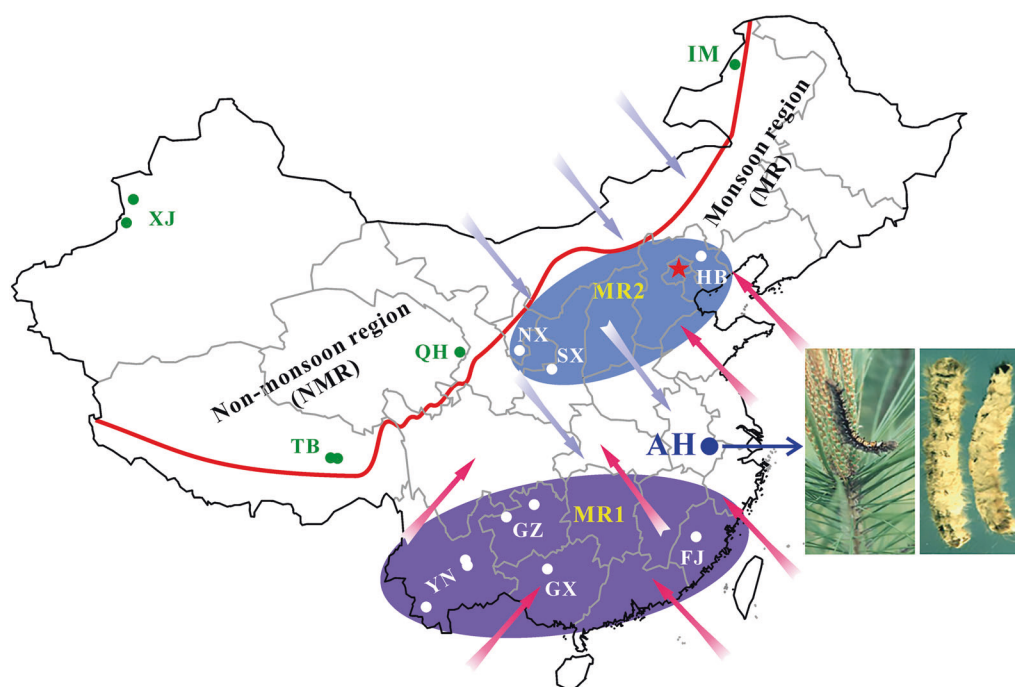 IM
Monsoon region
(MR)
XJ
HB
MR2
NX
SX
QH
Non-monsoon region
(NMR)
TB
AH
MR1
GZ
FJ
YN
GX